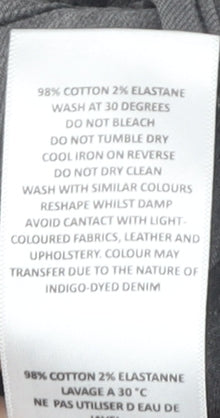 98% COTTON 2% ELASTANE
WASH AT 30 DEGREES
DO NOT BLEACH
DO NOT TUMBLE DRY
COOL IRON ON REVERSE
DO NOT DRY CLEAN
WASH WITH SIMILAR COLOURS
RESHAPE WHILST DAMP
AVOID CANTACT WITH LIGHT-
COLOURED FABRICS, LEATHER AND
UPHOLSTERY. COLOUR MAY
TRANSFER DUE TO THE NATURE OF
INDIGO-DYED DENIM
98% COTTON 2% ELASTANNE
LAVAGE A 30 °C
NE PAS UTILISER D EAU DE